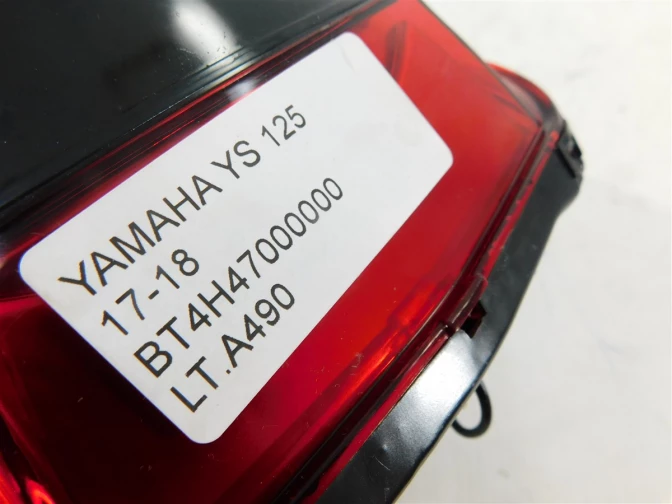 YAMAHA YS 125
17-18
BT4H47000000
LT.A490